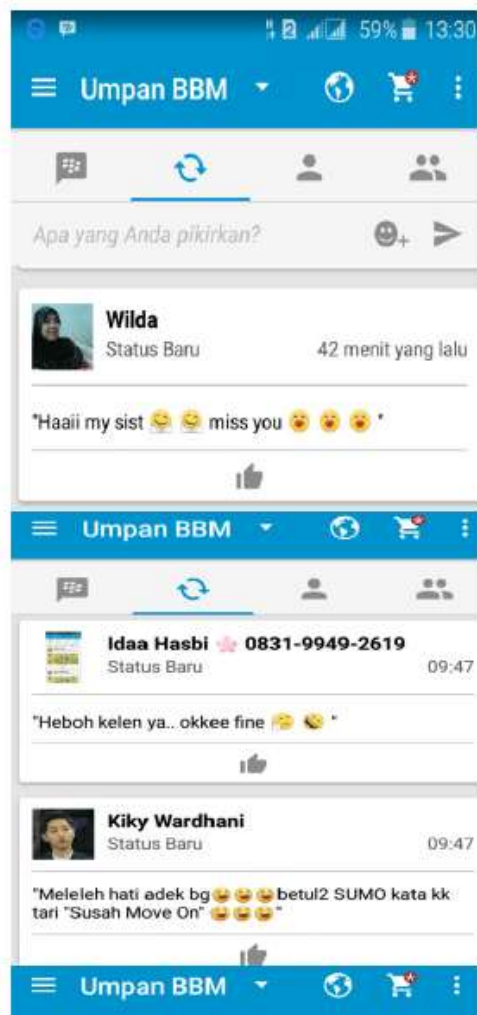 59% 13:30
Umpan BBM
Apa yang Anda pikirkan?
Wilda
Status Baru 42 menit yang lalu
"Haaii my sist 🤗 🤗 miss you 😘 😘 😘 "
Umpan BBM
Idaa Hasbi 🌸 0831-9949-2619
Status Baru 09:47
"Heboh kelen ya.. okkee fine 🤔 🤣 "
Kiky Wardhani
Status Baru 09:47
"Meleleh hati adek bg😂😂😂betul2 SUMO kata kk
tari "Susah Move On" 😂😂😂"
Umpan BBM